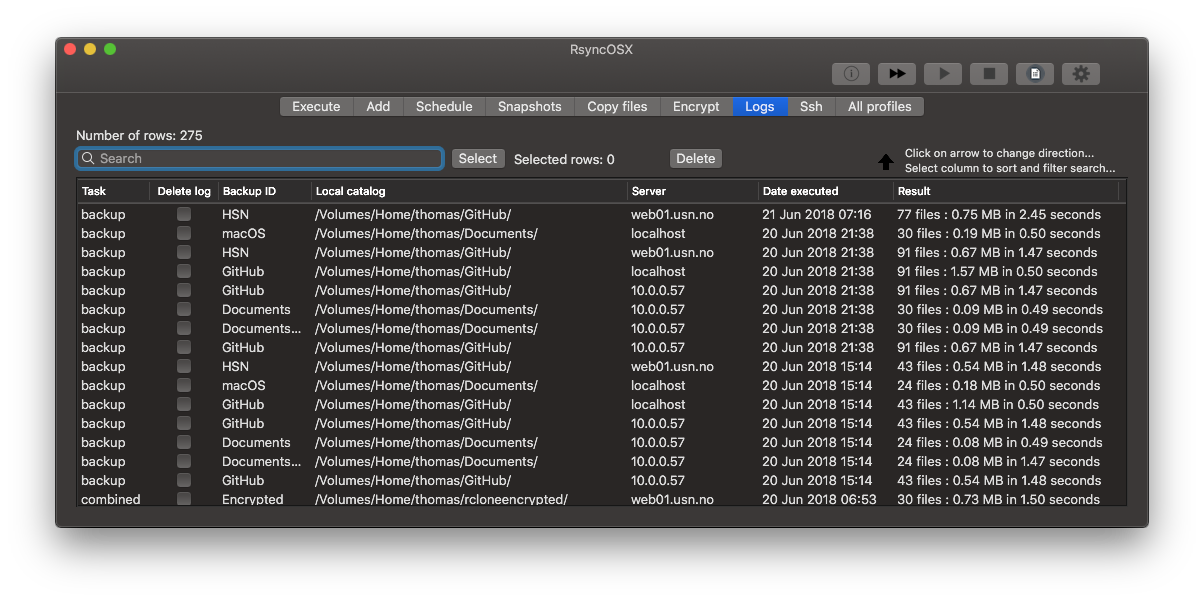 RsyncOSX
Execute Add Schedule Snapshots Copy files Encrypt Logs Ssh All profiles
Number of rows: 275
Search Select Selected rows: 0 Delete
Click on arrow to change direction...
Select column to sort and filter search...
Task Delete log Backup ID Local catalog Server Date executed Result
backup HSN /Volumes/Home/thomas/GitHub/ web01.usn.no 21 Jun 2018 07:16 77 files : 0.75 MB in 2.45 seconds
backup macOS /Volumes/Home/thomas/Documents/ localhost 20 Jun 2018 21:38 30 files : 0.19 MB in 0.50 seconds
backup HSN /Volumes/Home/thomas/GitHub/ web01.usn.no 20 Jun 2018 21:38 91 files : 0.67 MB in 1.47 seconds
backup GitHub /Volumes/Home/thomas/GitHub/ localhost 20 Jun 2018 21:38 91 files : 1.57 MB in 0.50 seconds
backup GitHub /Volumes/Home/thomas/GitHub/ 10.0.0.57 20 Jun 2018 21:38 91 files : 0.67 MB in 1.47 seconds
backup Documents /Volumes/Home/thomas/Documents/ 10.0.0.57 20 Jun 2018 21:38 30 files : 0.09 MB in 0.49 seconds
backup Documents... /Volumes/Home/thomas/Documents/ 10.0.0.57 20 Jun 2018 21:38 30 files : 0.09 MB in 0.49 seconds
backup GitHub /Volumes/Home/thomas/GitHub/ 10.0.0.57 20 Jun 2018 21:38 91 files : 0.67 MB in 1.47 seconds
backup HSN /Volumes/Home/thomas/GitHub/ web01.usn.no 20 Jun 2018 15:14 43 files : 0.54 MB in 1.48 seconds
backup macOS /Volumes/Home/thomas/Documents/ localhost 20 Jun 2018 15:14 24 files : 0.18 MB in 0.50 seconds
backup GitHub /Volumes/Home/thomas/GitHub/ localhost 20 Jun 2018 15:14 43 files : 1.14 MB in 0.50 seconds
backup GitHub /Volumes/Home/thomas/GitHub/ 10.0.0.57 20 Jun 2018 15:14 43 files : 0.54 MB in 1.48 seconds
backup Documents /Volumes/Home/thomas/Documents/ 10.0.0.57 20 Jun 2018 15:14 24 files : 0.08 MB in 0.49 seconds
backup Documents... /Volumes/Home/thomas/Documents/ 10.0.0.57 20 Jun 2018 15:14 24 files : 0.08 MB in 1.47 seconds
backup GitHub /Volumes/Home/thomas/GitHub/ 10.0.0.57 20 Jun 2018 15:14 43 files : 0.54 MB in 1.48 seconds
combined Encrypted /Volumes/Home/thomas/rcloneencrypted/ web01.usn.no 20 Jun 2018 06:53 30 files : 0.73 MB in 1.50 seconds